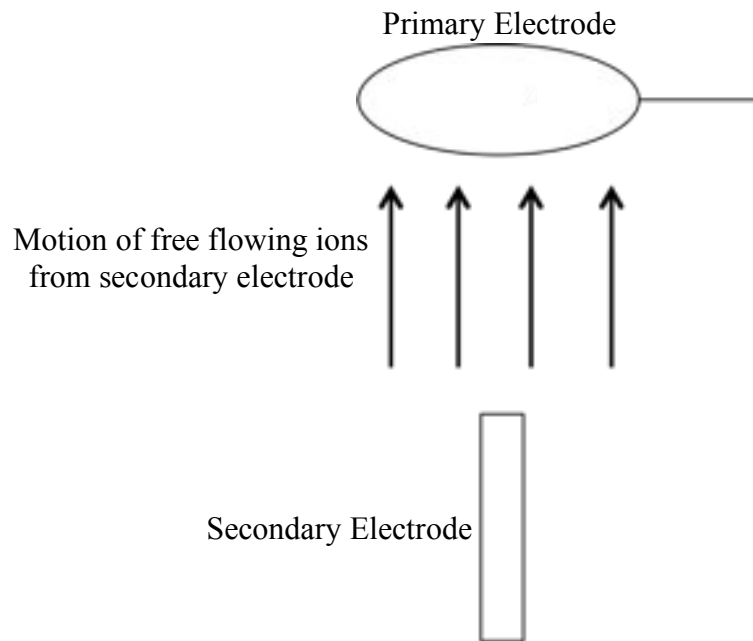 Primary Electrode
Motion of free flowing ions
from secondary electrode
Secondary Electrode